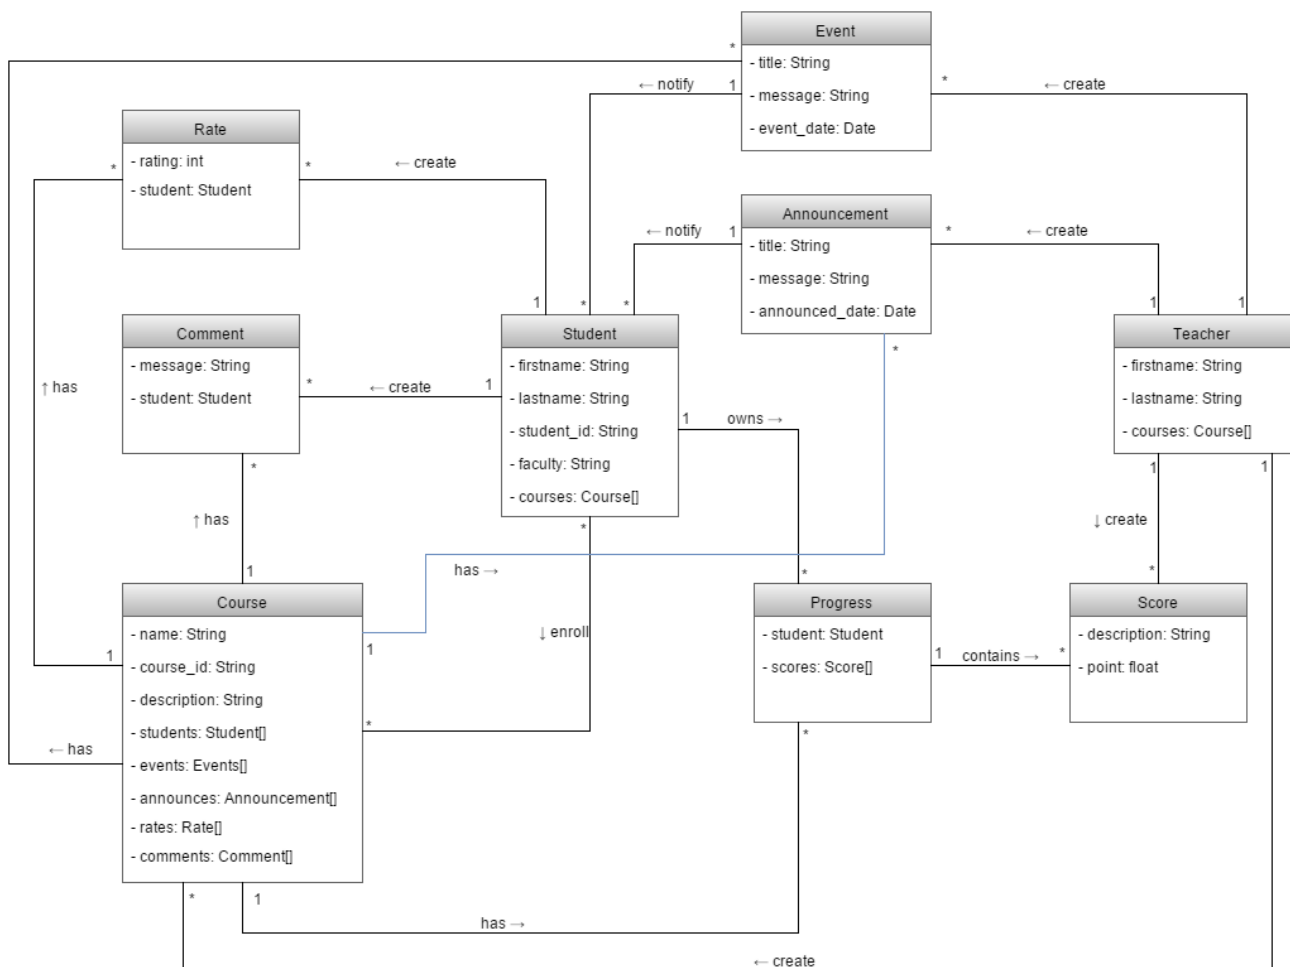 Event
- title: String
- message: String
- event_date: Date
*
← notify
1
*
← create
Rate
- rating: int
- student: Student
*
*
← create
Announcement
- title: String
- message: String
- announced_date: Date
← notify
1
*
← create
1
*
*
1
1
*
Comment
- message: String
- student: Student
↑ has
*
← create
1
Student
- firstname: String
- lastname: String
- student_id: String
- faculty: String
- courses: Course[]
1
owns →
Teacher
- firstname: String
- lastname: String
- courses: Course[]
*
*
1
1
↑ has
↓ create
1
has →
*
*
Course
- name: String
- course_id: String
- description: String
- students: Student[]
- events: Events[]
- announces: Announcement[]
- rates: Rate[]
- comments: Comment[]
1
1
↓ enroll
*
← has
Progress
- student: Student
- scores: Score[]
1
contains →
*
Score
- description: String
- point: float
*
*
1
has →
← create